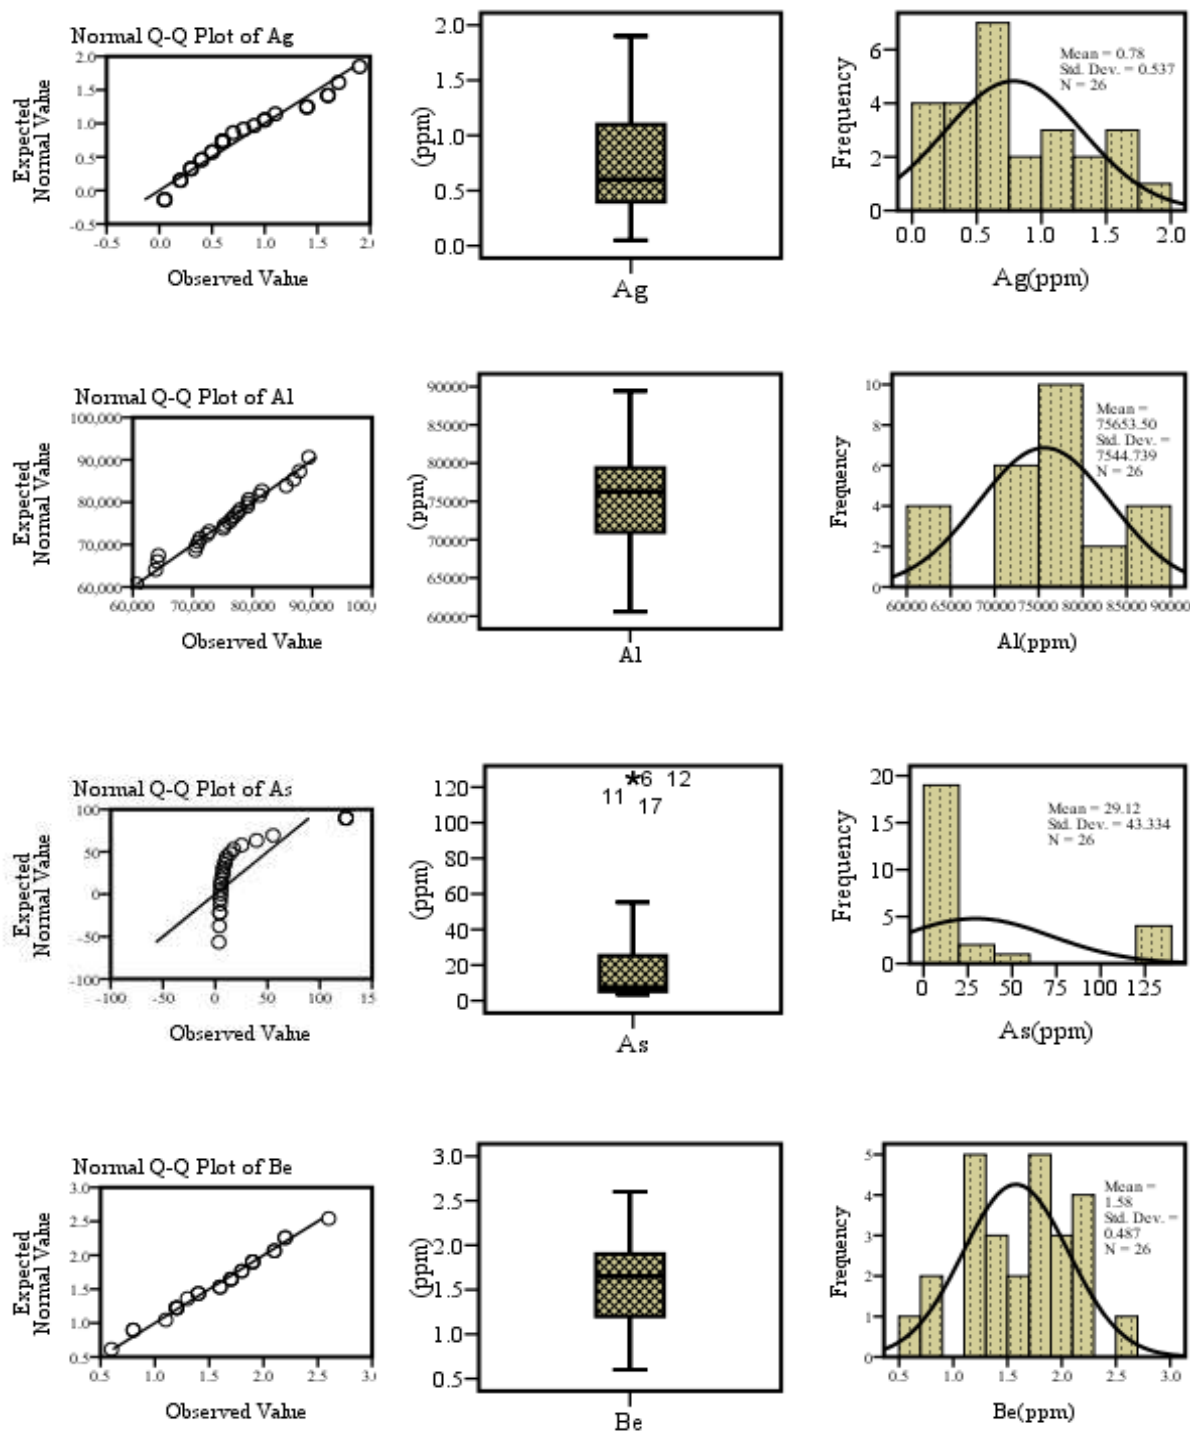 Normal Q-Q Plot of Ag
Expected
Normal Value
2.0
1.5
1.0
0.5
0.0
-0.5
-0.5 0.0 0.5 1.0 1.5 2.0
Observed Value
(ppm)
2.0
1.5
1.0
0.5
0.0
Ag
Frequency
6
4
2
0
Mean = 0.78
Std. Dev. = 0.537
N = 26
0.0 0.5 1.0 1.5 2.0
Ag(ppm)
Normal Q-Q Plot of Al
Expected
Normal Value
100,000
90,000
80,000
70,000
60,000
60,000 70,000 80,000 90,000 100,
Observed Value
(ppm)
90000
85000
80000
75000
70000
65000
60000
Al
Frequency
10
8
6
4
2
0
Mean =
75653.50
Std. Dev. =
7544.739
N = 26
60000 65000 70000 75000 80000 85000 90000
Al(ppm)
Normal Q-Q Plot of As
Expected
Normal Value
100
50
0
-50
-100
-100 -50 0 50 100 15
Observed Value
(ppm)
120
100
80
60
40
20
0
*6 12
11
17
As
Frequency
20
15
10
5
0
Mean = 29.12
Std. Dev. = 43.334
N = 26
0 25 50 75 100 125
As(ppm)
Normal Q-Q Plot of Be
Expected
Normal Value
3.0
2.5
2.0
1.5
1.0
0.5
0.5 1.0 1.5 2.0 2.5 3.0
Observed Value
(ppm)
3.0
2.5
2.0
1.5
1.0
0.5
Be
Frequency
5
4
3
2
1
0
Mean =
1.58
Std. Dev. =
0.487
N = 26
0.5 1.0 1.5 2.0 2.5 3.0
Be(ppm)